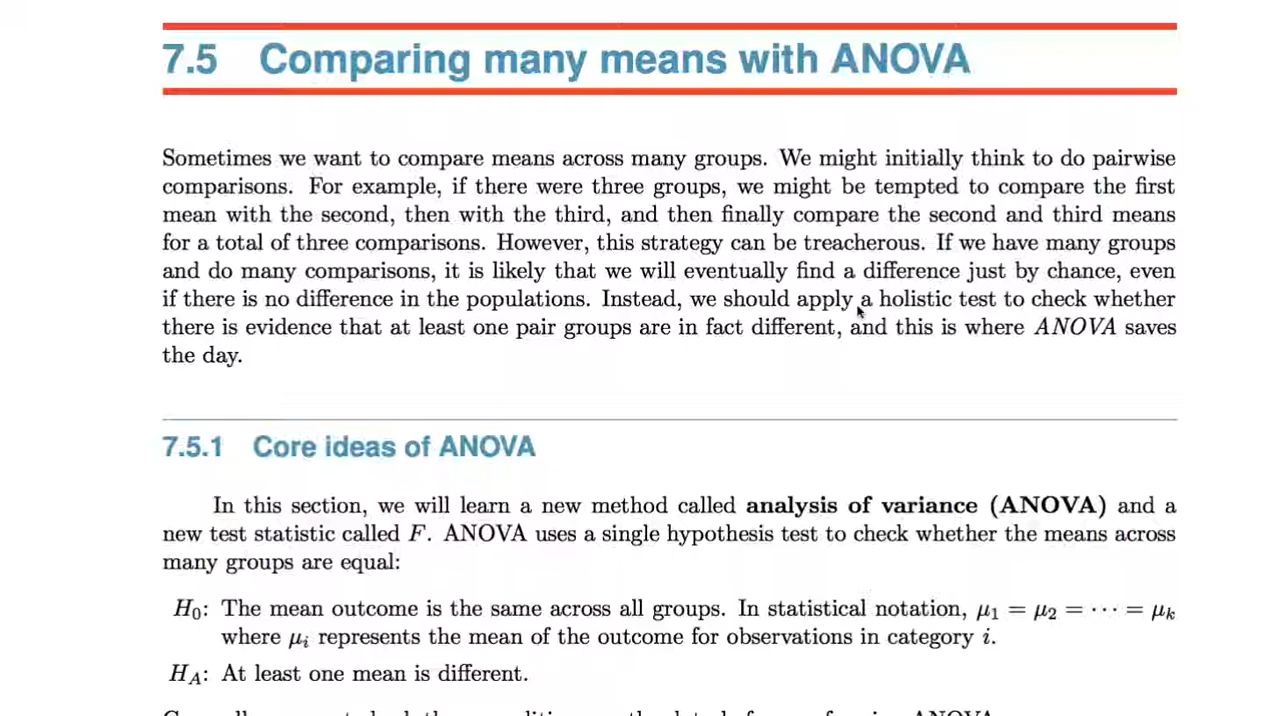 7.5 Comparing many means with ANOVA
Sometimes we want to compare means across many groups. We might initially think to do pairwise
comparisons. For example, if there were three groups, we might be tempted to compare the first
mean with the second, then with the third, and then finally compare the second and third means
for a total of three comparisons. However, this strategy can be treacherous. If we have many groups
and do many comparisons, it is likely that we will eventually find a difference just by chance, even
if there is no difference in the populations. Instead, we should apply a holistic test to check whether
there is evidence that at least one pair groups are in fact different, and this is where ANOVA saves
the day.
7.5.1 Core ideas of ANOVA
In this section, we will learn a new method called analysis of variance (ANOVA) and a
new test statistic called F. ANOVA uses a single hypothesis test to check whether the means across
many groups are equal:
H₀: The mean outcome is the same across all groups. In statistical notation, μ₁ = μ₂ = ··· = μₖ
where μᵢ represents the mean of the outcome for observations in category i.
H_A: At least one mean is different.